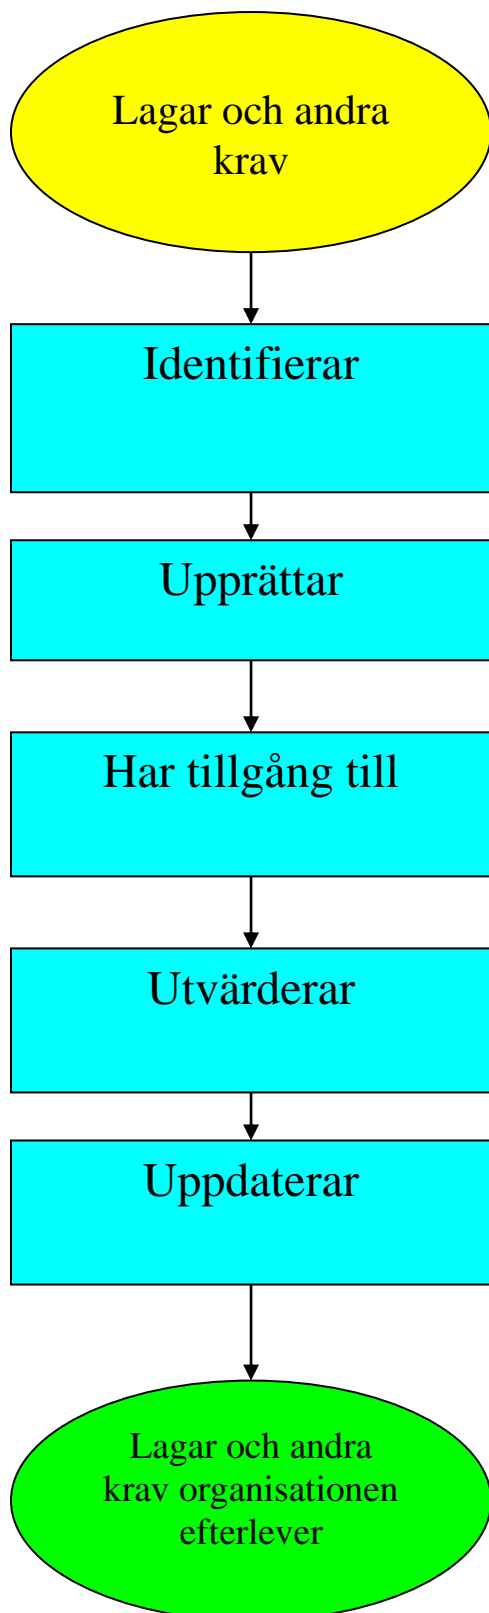 Lagar och andra
krav
Identifierar
Upprättar
Har tillgång till
Utvärderar
Uppdaterar
Lagar och andra
krav organisationen
efterlever